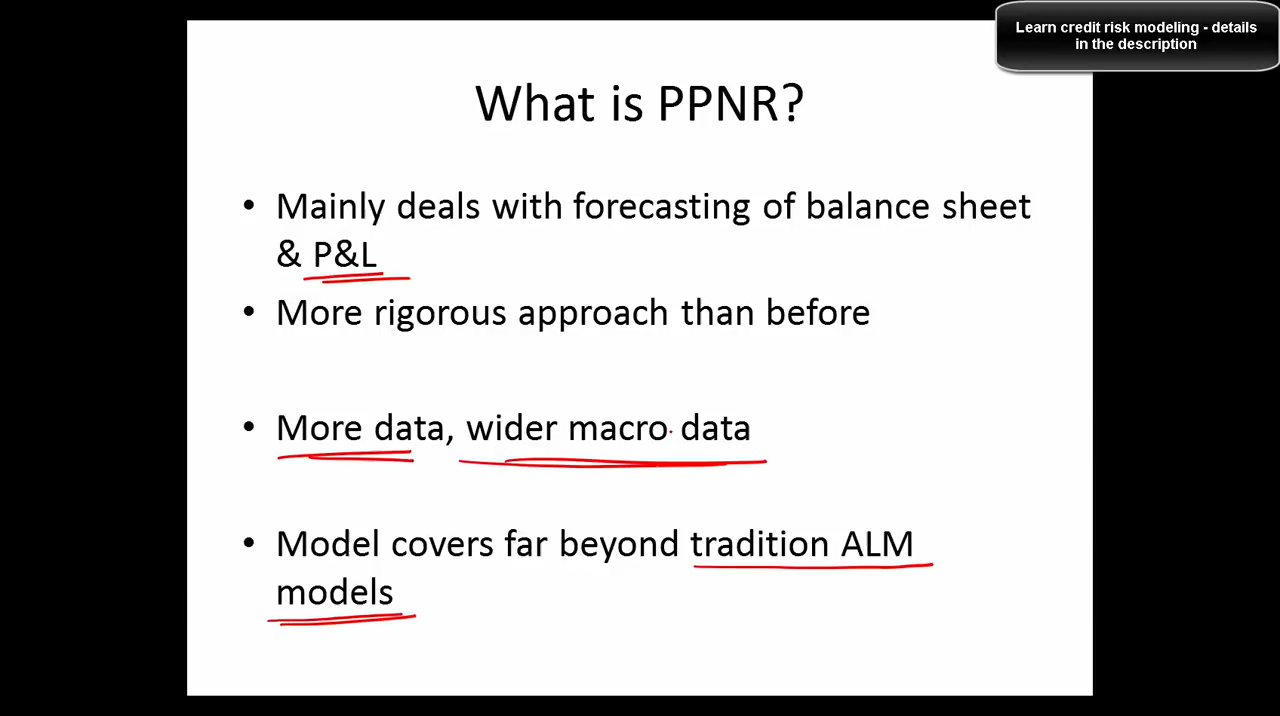 Learn credit risk modeling - details
in the description
What is PPNR?
• Mainly deals with forecasting of balance sheet
& P&L
• More rigorous approach than before
• More data, wider macro data
• Model covers far beyond tradition ALM
models